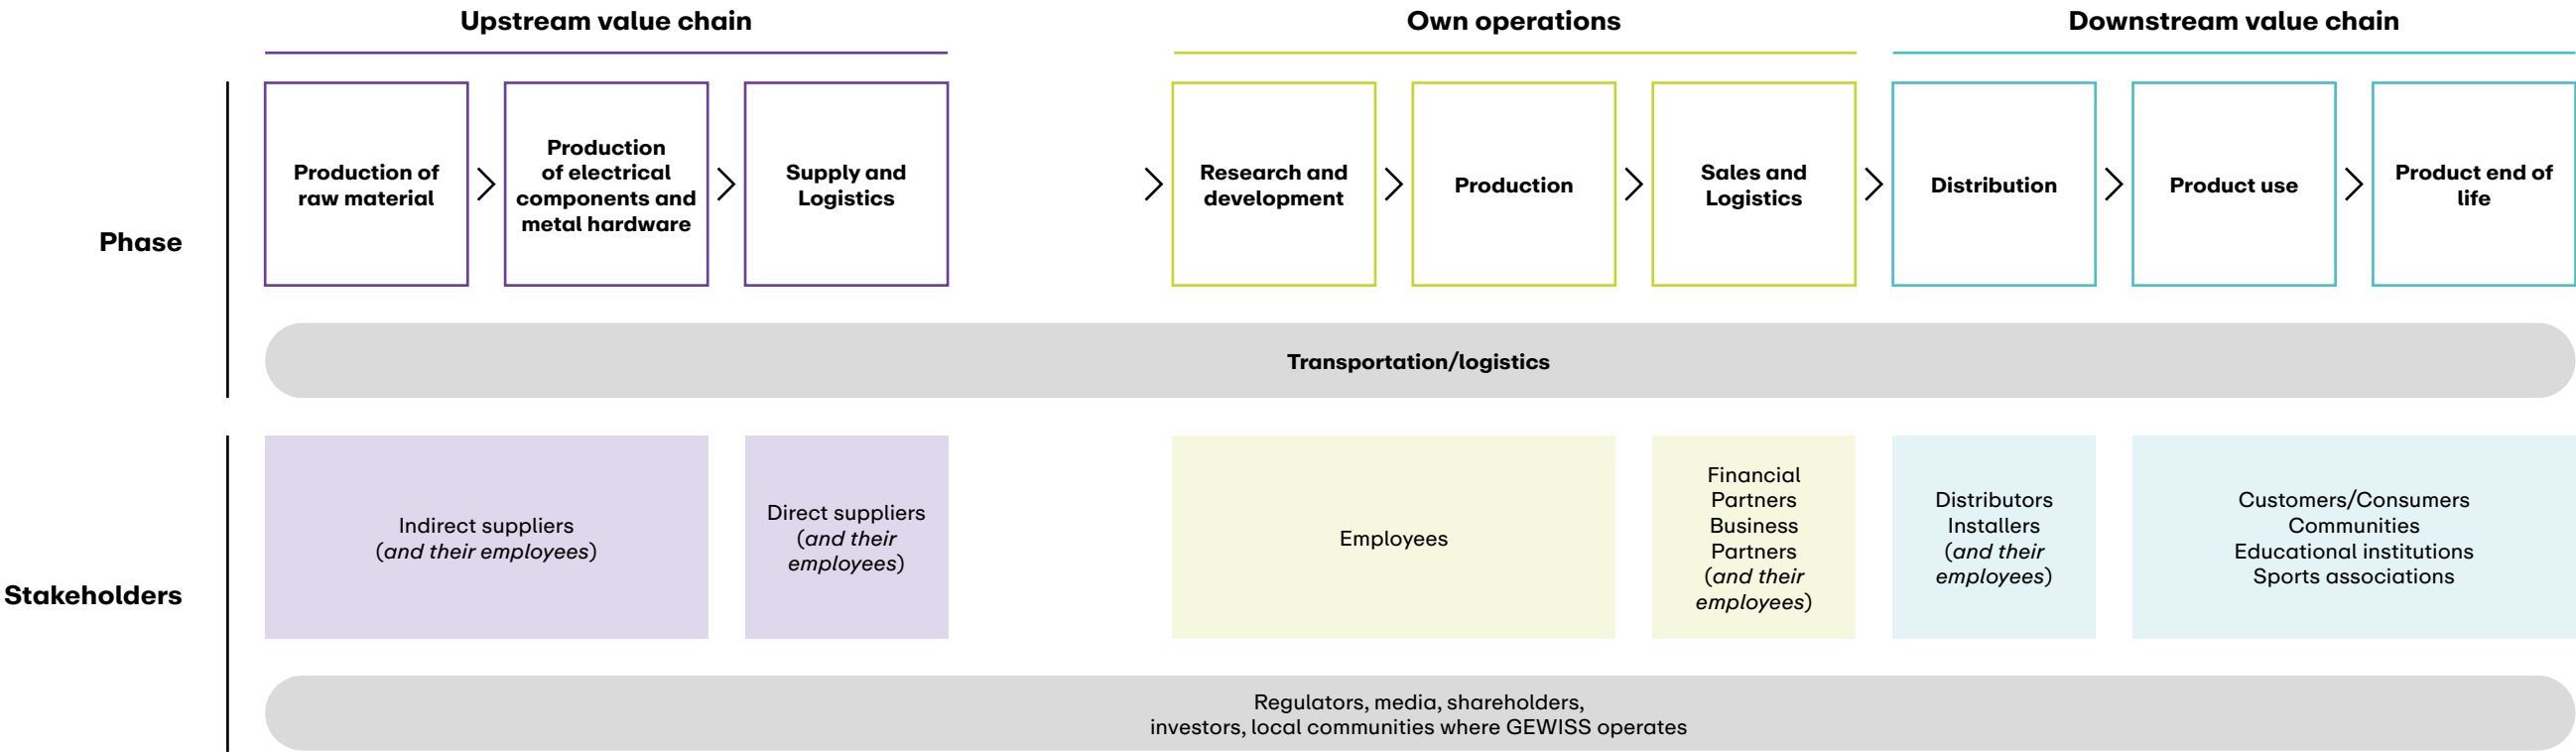 Upstream value chain
Own operations
Downstream value chain
Phase
Production of
raw material
Production
of electrical
components and
metal hardware
Supply and
Logistics
Research and
development
Production
Sales and
Logistics
Distribution
Product use
Product end of
life
Transportation/logistics
Stakeholders
Indirect suppliers
(and their employees)
Direct suppliers
(and their
employees)
Employees
Financial
Partners
Business
Partners
(and their
employees)
Distributors
Installers
(and their
employees)
Customers/Consumers
Communities
Educational institutions
Sports associations
Regulators, media, shareholders,
investors, local communities where GEWISS operates